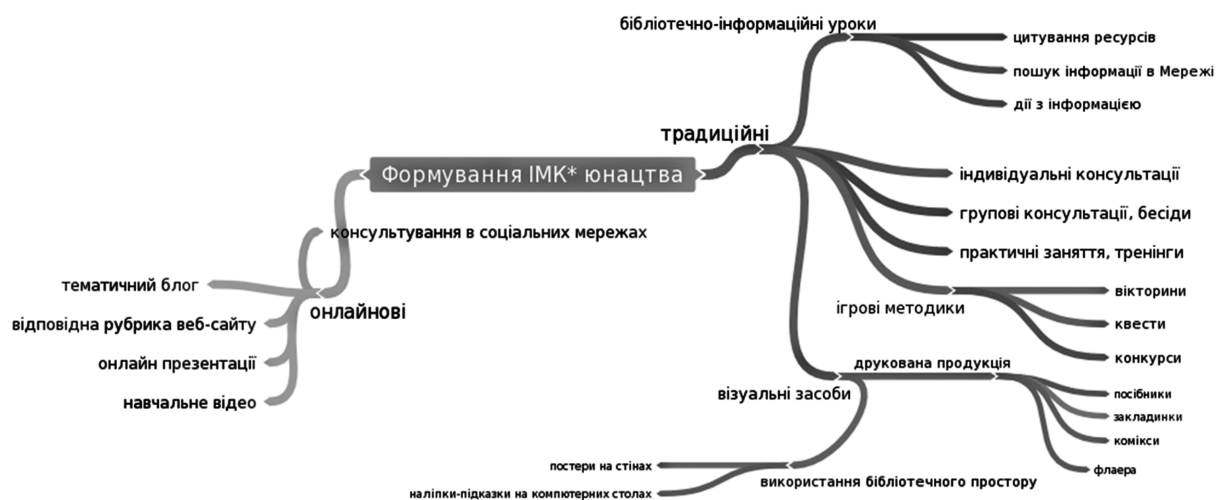 Формування ІМК* юнацтва
традиційні
бібліотечно-інформаційні уроки
цитування ресурсів
пошук інформації в Мережі
дії з інформацією
індивідуальні консультації
групові консультації, бесіди
практичні заняття, тренінги
ігрові методики
вікторини
квести
конкурси
візуальні засоби
друкована продукція
посібники
закладинки
комікси
флаера
використання бібліотечного простору
постери на стінах
наліпки-підказки на компютерних столах
онлайнові
консультування в соціальних мережах
тематичний блог
відповідна рубрика веб-сайту
онлайн презентації
навчальне відео